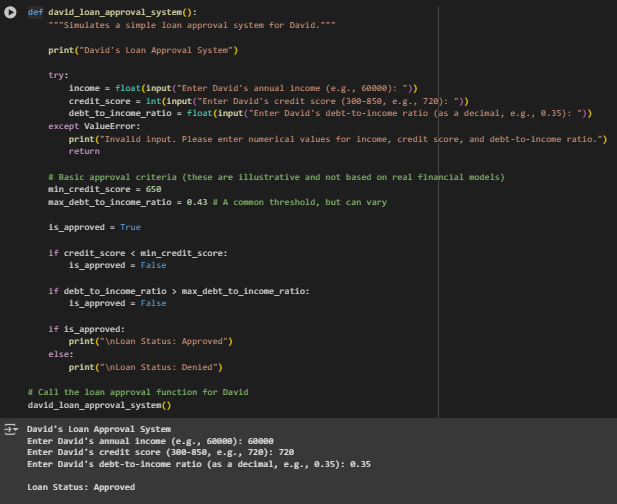 def david_loan_approval_system():
    """Simulates a simple loan approval system for David."""

    print("David's Loan Approval System")

    try:
        income = float(input("Enter David's annual income (e.g., 60000): "))
        credit_score = int(input("Enter David's credit score (300-850, e.g., 720): "))
        debt_to_income_ratio = float(input("Enter David's debt-to-income ratio (as a decimal, e.g., 0.35): "))
    except ValueError:
        print("Invalid input. Please enter numerical values for income, credit score, and debt-to-income ratio.")
        return

    # Basic approval criteria (these are illustrative and not based on real financial models)
    min_credit_score = 650
    max_debt_to_income_ratio = 0.43 # A common threshold, but can vary

    is_approved = True

    if credit_score < min_credit_score:
        is_approved = False

    if debt_to_income_ratio > max_debt_to_income_ratio:
        is_approved = False

    if is_approved:
        print("\nLoan Status: Approved")
    else:
        print("\nLoan Status: Denied")

# Call the loan approval function for David
david_loan_approval_system()

David's Loan Approval System
Enter David's annual income (e.g., 60000): 60000
Enter David's credit score (300-850, e.g., 720): 720
Enter David's debt-to-income ratio (as a decimal, e.g., 0.35): 0.35

Loan Status: Approved